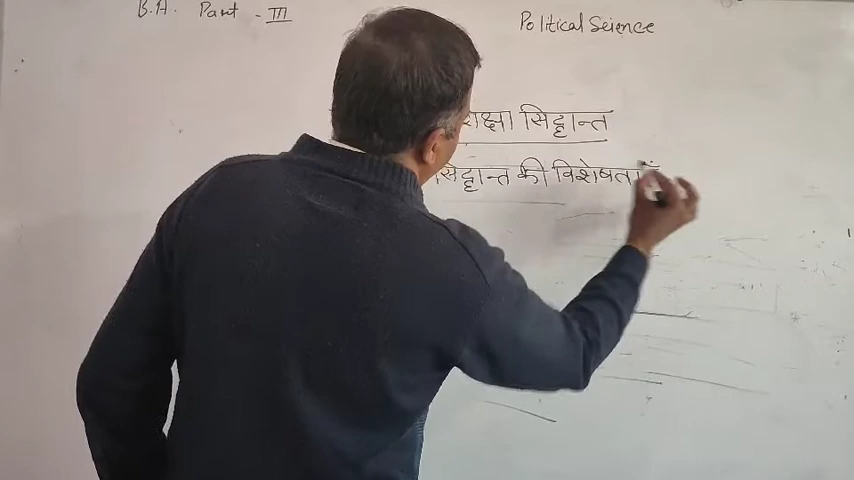 B.A. Part - III
Political Science
सिद्धान्त
सिद्धान्त की विशेषताएँ